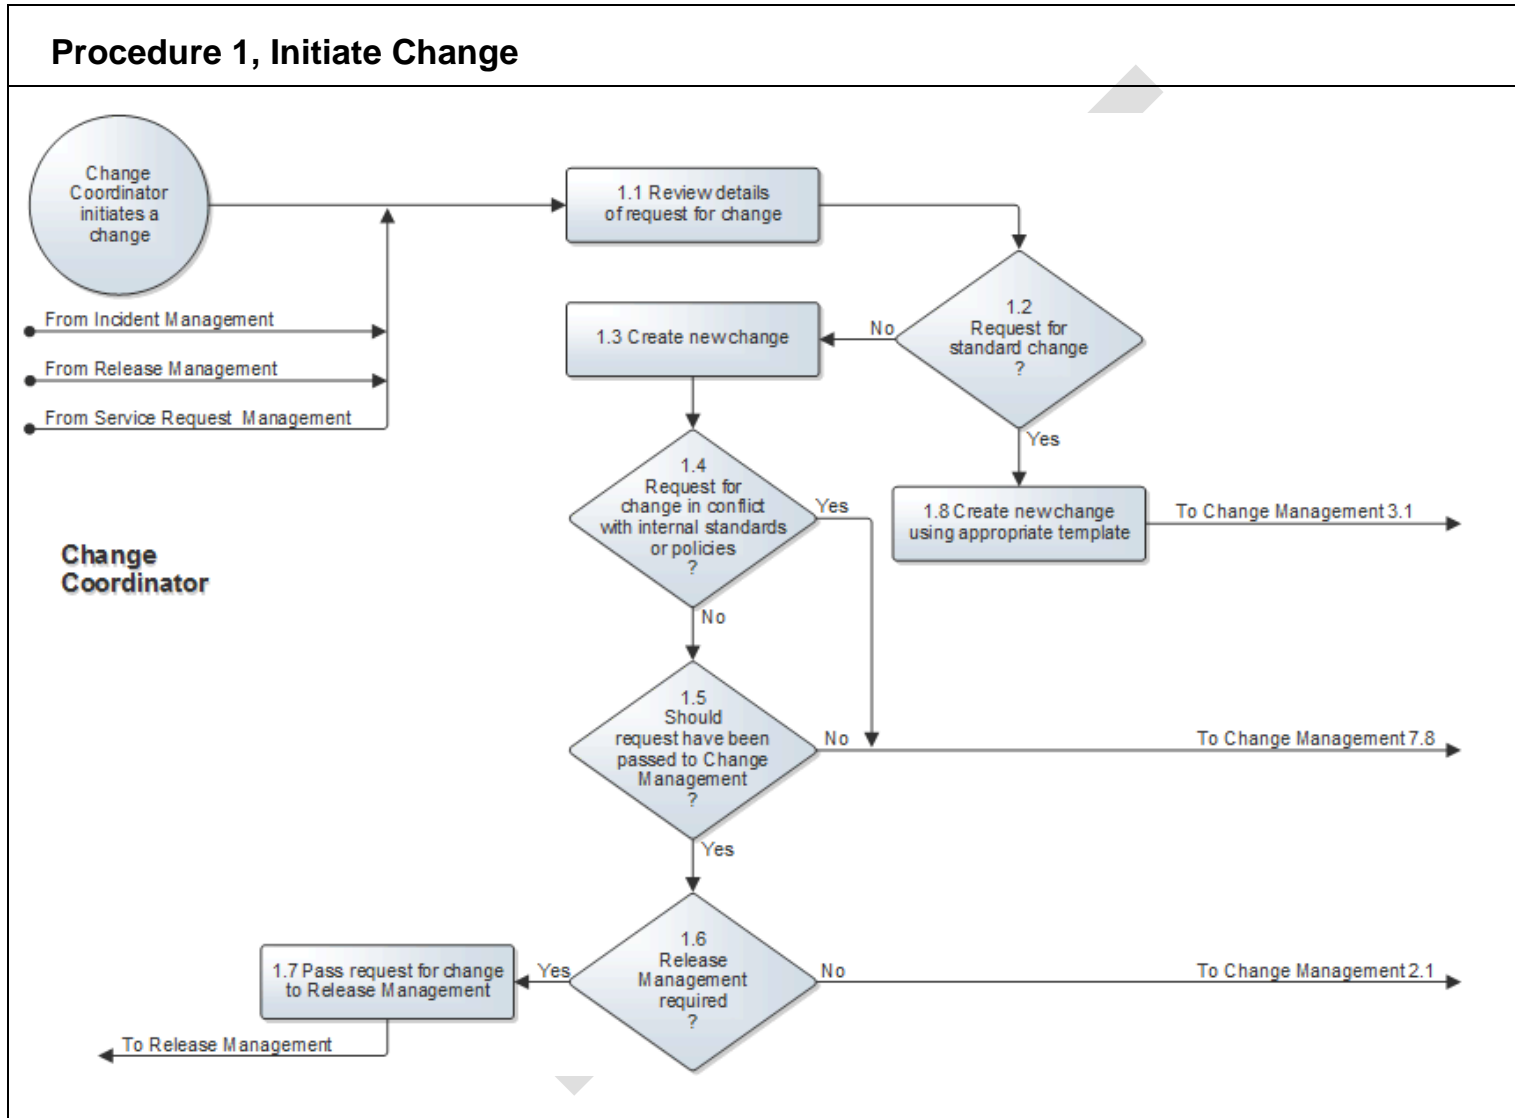 Procedure 1, Initiate Change
Change
Coordinator
initiates a
change
1.1 Review details
of request for change
From Incident Management
From Release Management
From Service Request Management
1.2
Request for
standard change
?
No
Yes
1.3 Create new change
1.4
Request for
change in conflict
with internal standards
or policies
?
Yes
No
1.8 Create new change
using appropriate template
To Change Management 3.1
Change
Coordinator
1.5
Should
request have been
passed to Change
Management
?
No
Yes
To Change Management 7.8
1.6
Release
Management
required
?
Yes
No
To Change Management 2.1
1.7 Pass request for change
to Release Management
To Release Management